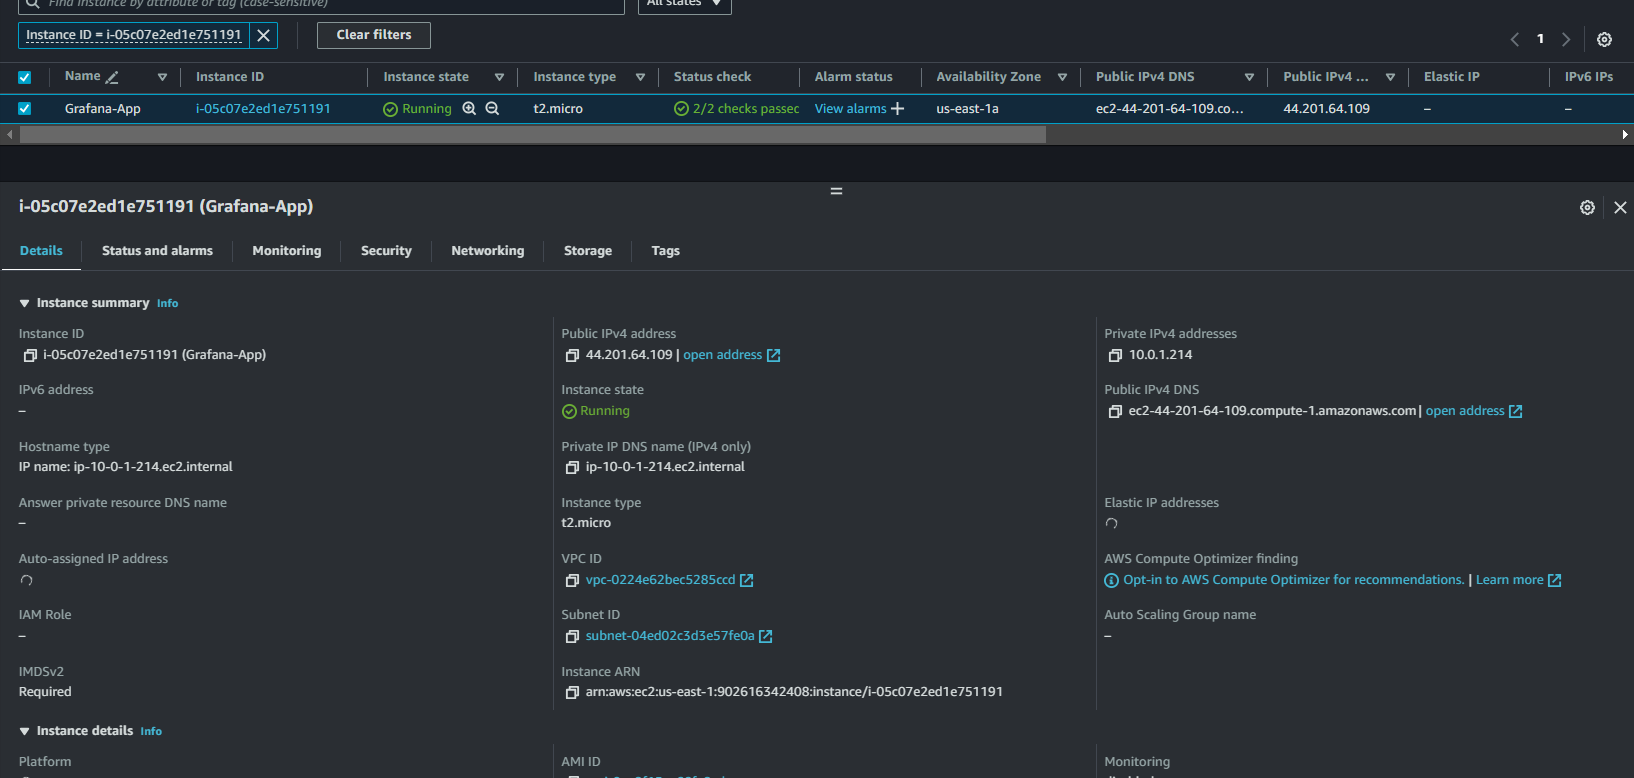 Find Instance by attribute or tag (case-sensitive)
All states
Instance ID = i-05c07e2ed1e751191
Clear filters
1
Name
Instance ID
Instance state
Instance type
Status check
Alarm status
Availability Zone
Public IPv4 DNS
Public IPv4 ...
Elastic IP
IPv6 IPs
Grafana-App
i-05c07e2ed1e751191
Running
t2.micro
2/2 checks passec
View alarms
us-east-1a
ec2-44-201-64-109.co...
44.201.64.109
–
–
i-05c07e2ed1e751191 (Grafana-App)
Details
Status and alarms
Monitoring
Security
Networking
Storage
Tags
Instance summary Info
Instance ID
i-05c07e2ed1e751191 (Grafana-App)
Public IPv4 address
44.201.64.109 | open address
Private IPv4 addresses
10.0.1.214
IPv6 address
–
Instance state
Running
Public IPv4 DNS
ec2-44-201-64-109.compute-1.amazonaws.com | open address
Hostname type
IP name: ip-10-0-1-214.ec2.internal
Private IP DNS name (IPv4 only)
ip-10-0-1-214.ec2.internal
Answer private resource DNS name
–
Instance type
t2.micro
Elastic IP addresses
Auto-assigned IP address
VPC ID
vpc-0224e62bec5285ccd
AWS Compute Optimizer finding
Opt-in to AWS Compute Optimizer for recommendations. | Learn more
IAM Role
–
Subnet ID
subnet-04ed02c3d3e57fe0a
Auto Scaling Group name
–
IMDSv2
Required
Instance ARN
arn:aws:ec2:us-east-1:902616342408:instance/i-05c07e2ed1e751191
Instance details Info
Platform
AMI ID
Monitoring